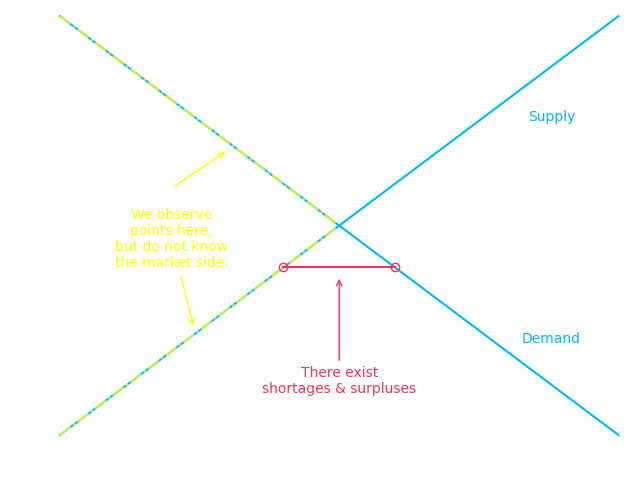 Supply
We observe
points here,
but do not know
the market side.
Demand
There exist
shortages & surpluses